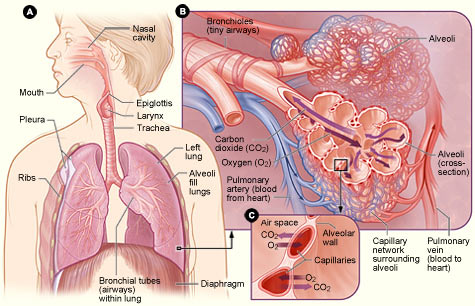 A
Nasal
cavity
Mouth
Epiglottis
Larynx
Trachea
Pleura
Left
lung
Ribs
Alveoli
fill
lungs
Bronchial tubes
(airways)
within lung
Diaphragm
B
Bronchioles
(tiny airways)
Alveoli
Carbon
dioxide (CO2)
Oxygen (O2)
Pulmonary
artery (blood
from heart)
Alveoli
(cross-
section)
Capillary
network
surrounding
alveoli
Pulmonary
vein
(blood to
heart)
C
Air space
CO2
O2
Alveolar
wall
Capillaries
O2
CO2